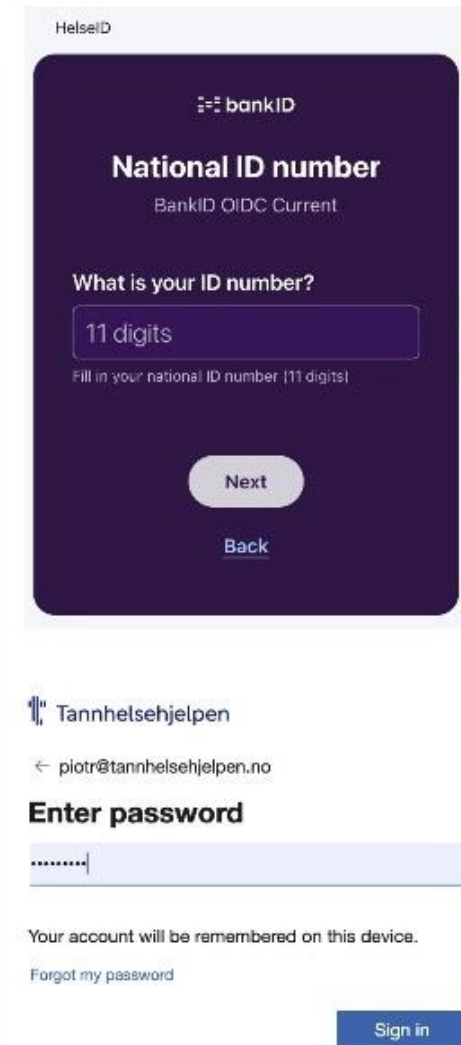 HelseID
bankID
National ID number
BankID OIDC Current
What is your ID number?
11 digits
Fill in your national ID number (11 digits)
Next
Back
Tannhelsehjelpen
← piotr@tannhelsehjelpen.no
Enter password
•••••••••
Your account will be remembered on this device.
Forgot my password
Sign in